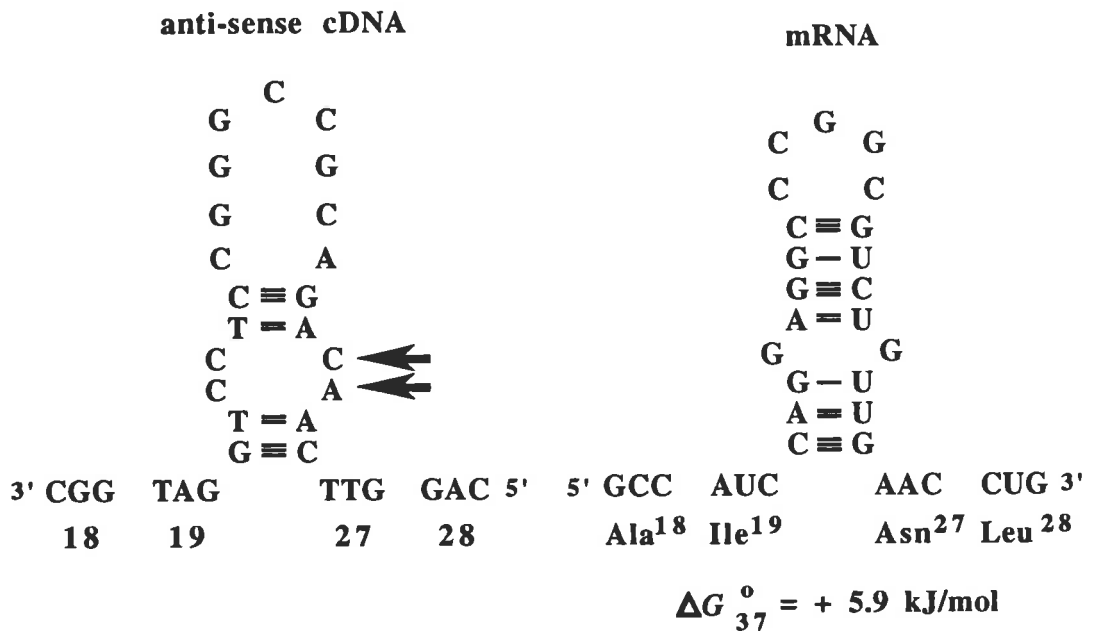 anti-sense cDNA
mRNA
C
G C
G G
G C
C A
C ≡ G
T = A
C C
C A
T = A
G ≡ C
3' CGG TAG TTG GAC 5'
18 19 27 28
G
C G
C C
C ≡ G
G − U
G ≡ C
A = U
G G
G − U
A = U
C ≡ G
5' GCC AUC AAC CUG 3'
Ala18 Ile19 Asn27 Leu28
ΔG°37 = + 5.9 kJ/mol